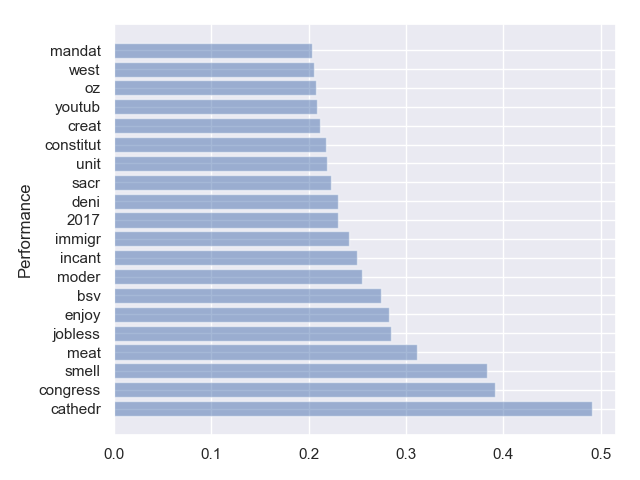 mandat
west
oz
youtub
creat
constitut
unit
sacr
deni
2017
immigr
incant
moder
bsv
enjoy
jobless
meat
smell
congress
cathedr
Performance
0.0 0.1 0.2 0.3 0.4 0.5